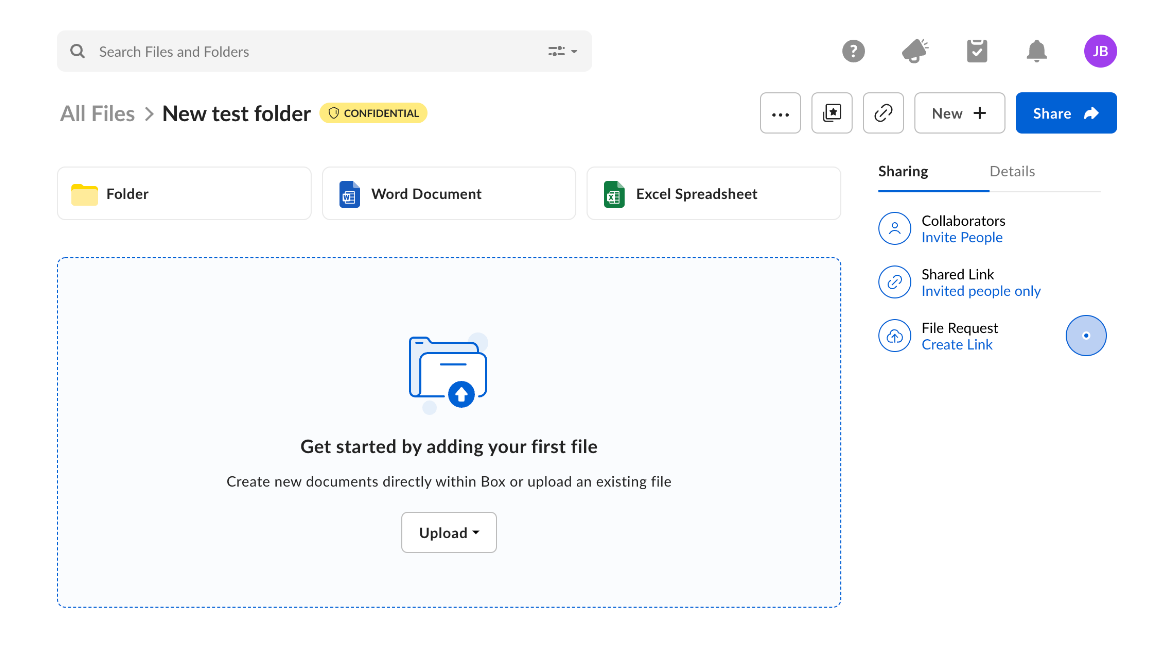 Search Files and Folders
JB
All Files > New test folder CONFIDENTIAL
New + Share
Folder
Word Document
Excel Spreadsheet
Sharing Details
Collaborators
Invite People
Shared Link
Invited people only
File Request
Create Link
Get started by adding your first file
Create new documents directly within Box or upload an existing file
Upload